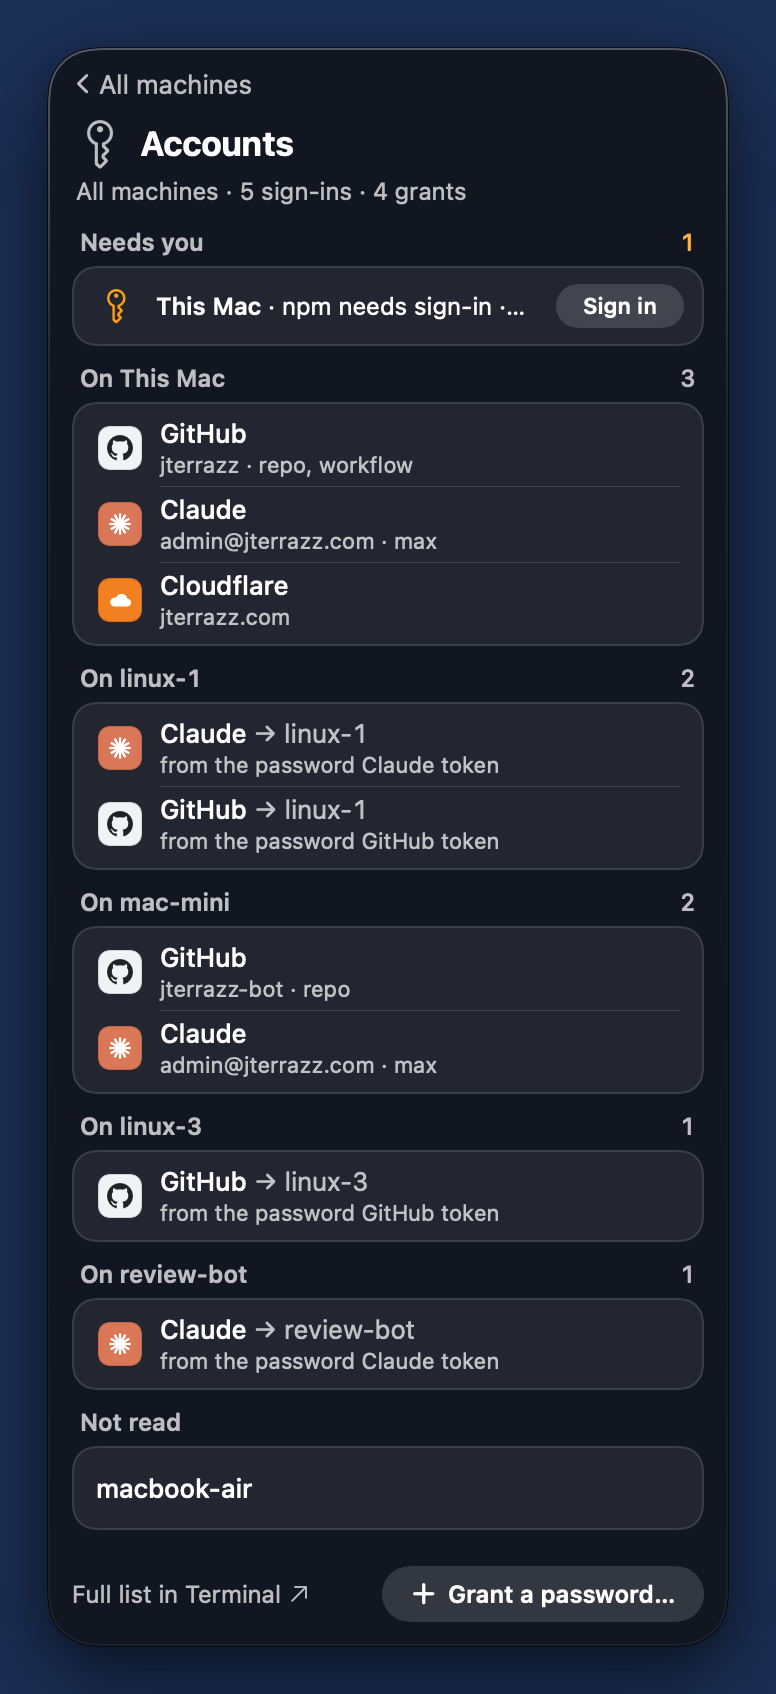 All machines
Accounts
All machines · 5 sign-ins · 4 grants
Needs you 1
This Mac · npm needs sign-in ·... Sign in
On This Mac 3
GitHub
jterrazz · repo, workflow
Claude
admin@jterrazz.com · max
Cloudflare
jterrazz.com
On linux-1 2
Claude → linux-1
from the password Claude token
GitHub → linux-1
from the password GitHub token
On mac-mini 2
GitHub
jterrazz-bot · repo
Claude
admin@jterrazz.com · max
On linux-3 1
GitHub → linux-3
from the password GitHub token
On review-bot 1
Claude → review-bot
from the password Claude token
Not read
macbook-air
Full list in Terminal ↗ + Grant a password...